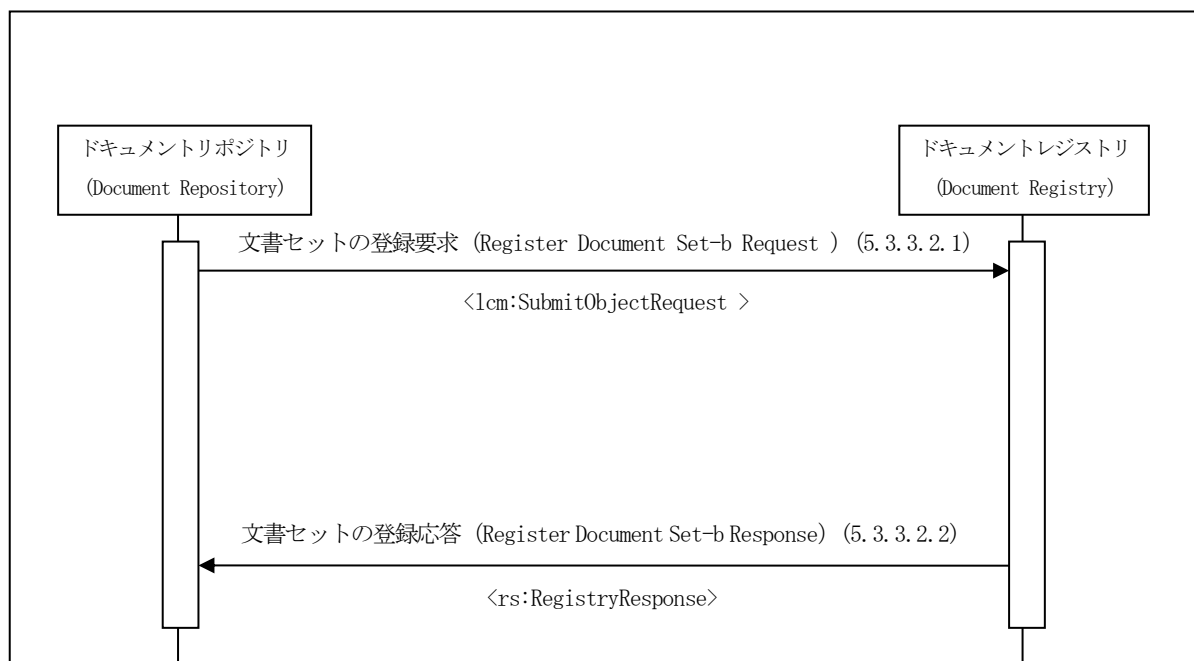 ドキュメントリポジトリ
(Document Repository)
ドキュメントレジストリ
(Document Registry)
文書セットの登録要求 (Register Document Set-b Request ) (5.3.3.2.1)
<lcm:SubmitObjectRequest >
文書セットの登録応答 (Register Document Set-b Response) (5.3.3.2.2)
<rs:RegistryResponse>